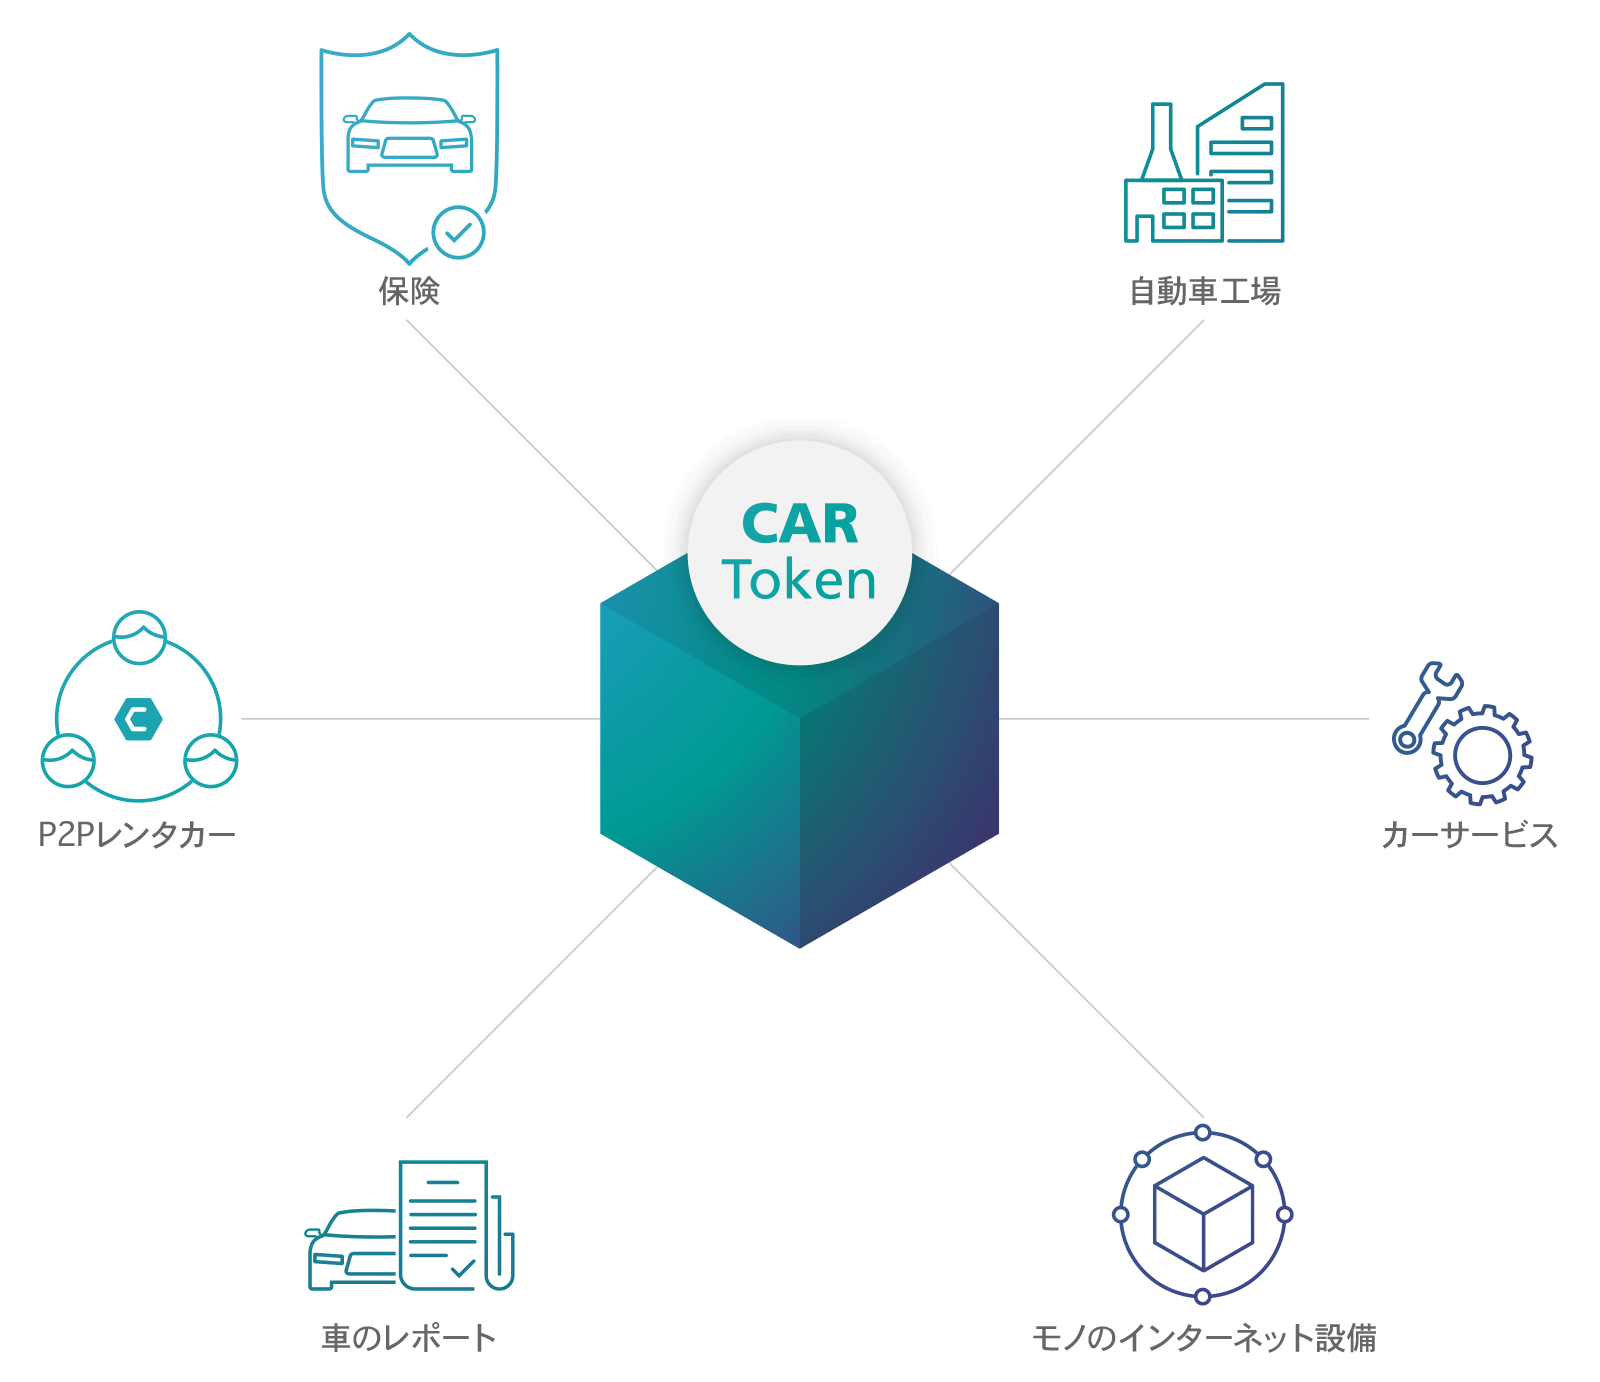 保険
自動車工場
CAR
Token
P2Pレンタカー
カーサービス
車のレポート
モノのインターネット設備